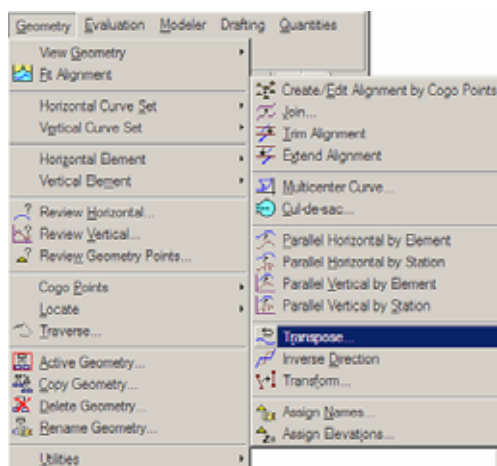 Geometry Evaluation Modeler Drafting Quantities
View Geometry
Fit Alignment
Horizontal Curve Set
Vertical Curve Set
Horizontal Element
Vertical Element
Review Horizontal...
Review Vertical...
Review Geometry Points...
Cogo Points
Locate
Traverse...
Active Geometry...
Copy Geometry...
Delete Geometry...
Rename Geometry...
Utilities
Create/Edit Alignment by Cogo Points
Join...
Trim Alignment
Extend Alignment
Multicenter Curve...
Cul-de-sac...
Parallel Horizontal by Element
Parallel Horizontal by Station
Parallel Vertical by Element
Parallel Vertical by Station
Transpose...
Inverse Direction
Transform...
Assign Names...
Assign Elevations...